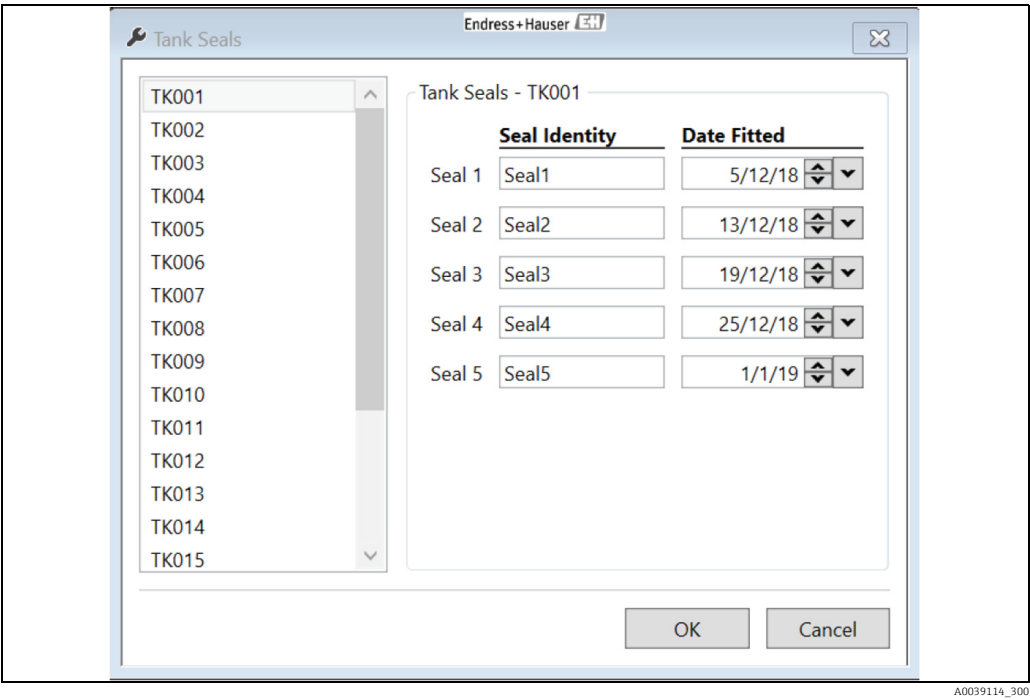 Endress+Hauser EH
Tank Seals
TK001
TK002
TK003
TK004
TK005
TK006
TK007
TK008
TK009
TK010
TK011
TK012
TK013
TK014
TK015
Tank Seals - TK001
Seal Identity Date Fitted
Seal 1 Seal1 5/12/18
Seal 2 Seal2 13/12/18
Seal 3 Seal3 19/12/18
Seal 4 Seal4 25/12/18
Seal 5 Seal5 1/1/19
OK Cancel
A0039114_300